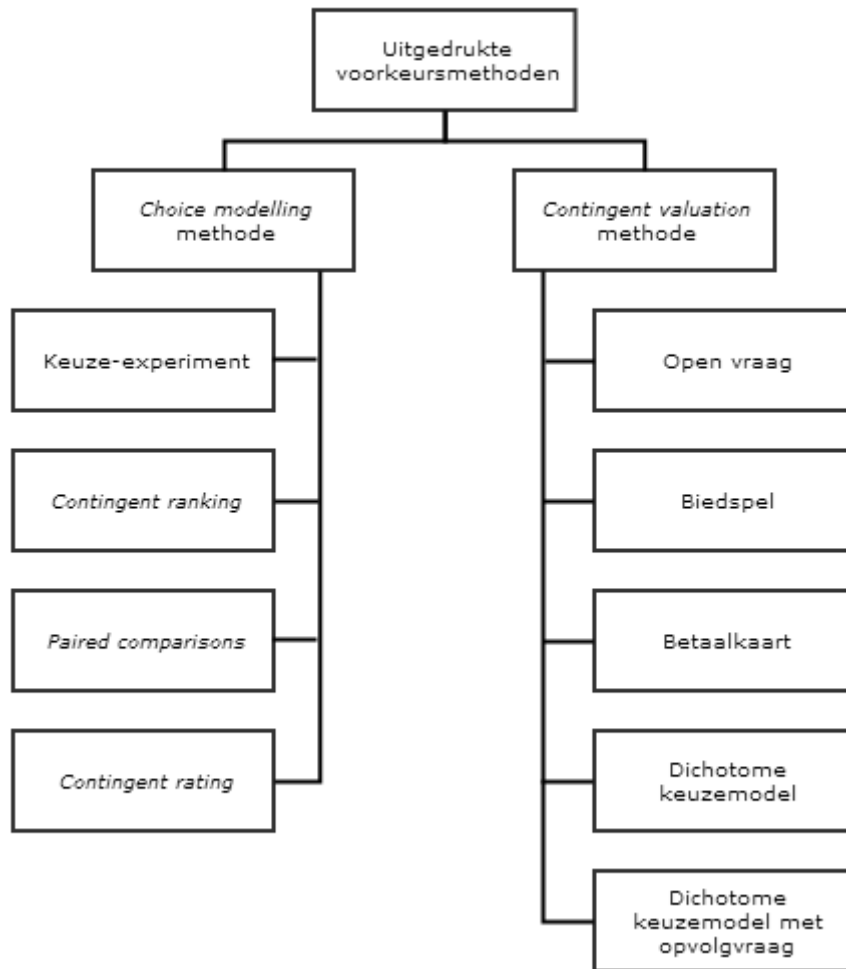 Uitgedrukte
voorkeursmethoden
Choice modelling
methode
Contingent valuation
methode
Keuze-experiment
Open vraag
Contingent ranking
Biedspel
Paired comparisons
Betaalkaart
Contingent rating
Dichotome
keuzemodel
Dichotome
keuzemodel met
opvolgvraag